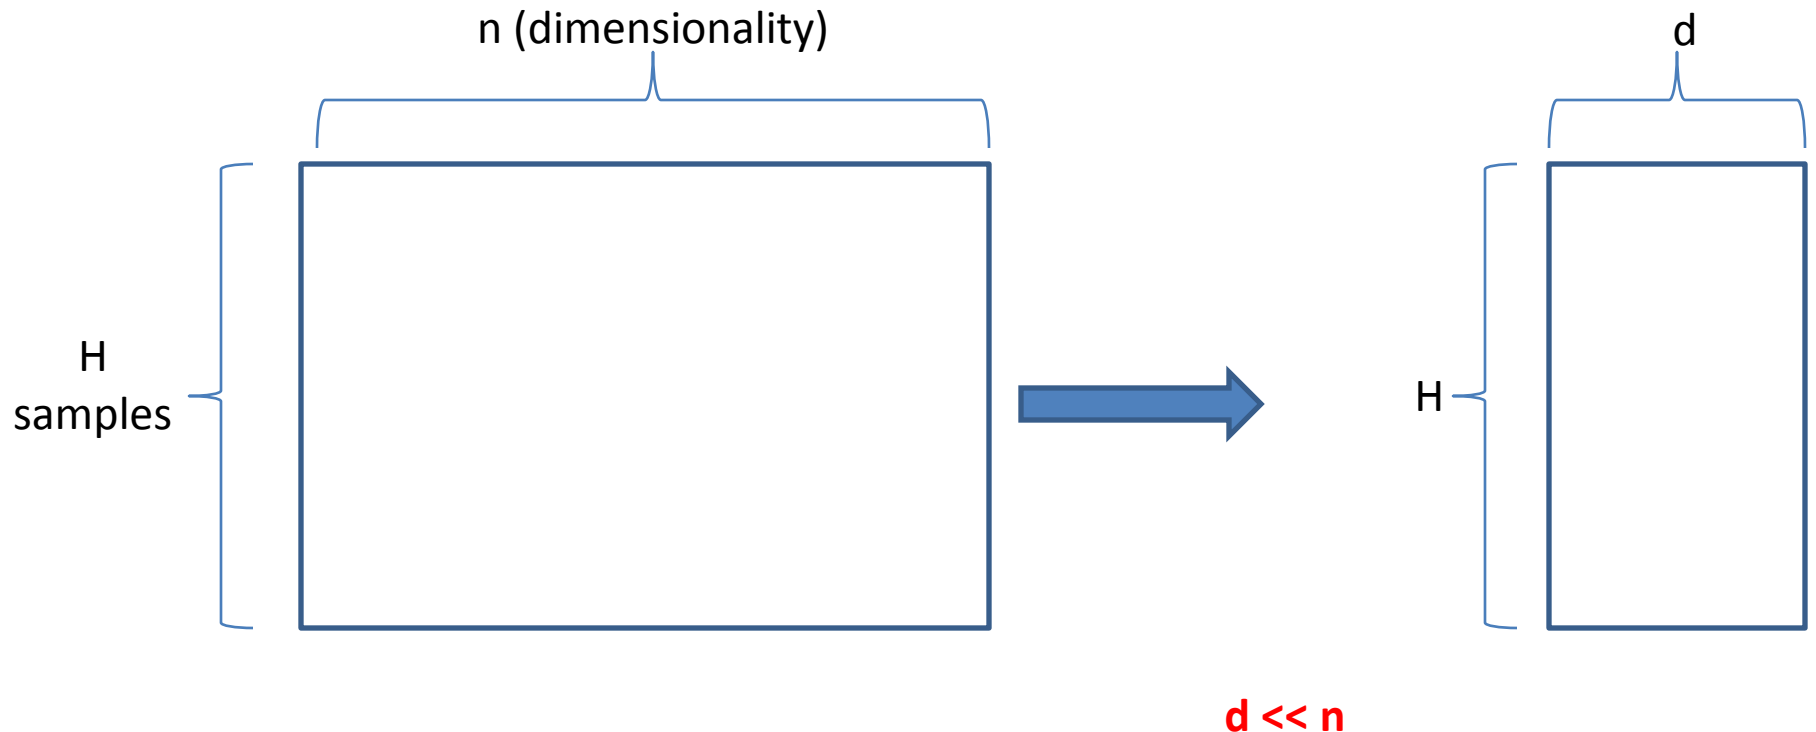 n (dimensionality)
d
H
samples
H
d << n